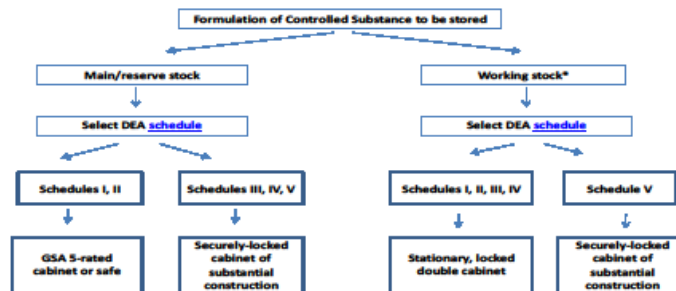 Formulation of Controlled Substance to be stored
Main/reserve stock
Working stock*
Select DEA schedule
Select DEA schedule
Schedules I, II
Schedules III, IV, V
Schedules I, II, III, IV
Schedule V
GSA 5-rated
cabinet or safe
Securely-locked
cabinet of
substantial
construction
Stationary, locked
double cabinet
Securely-locked
cabinet of
substantial
construction